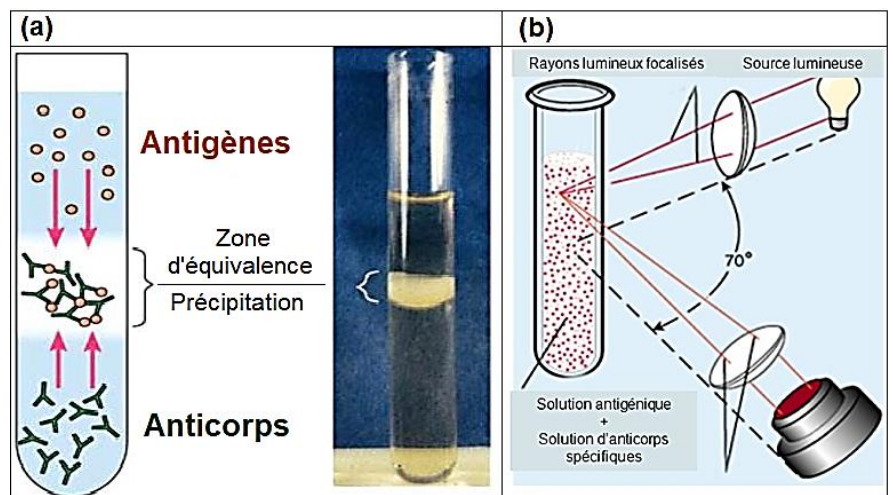 (a)
Antigènes
Zone
d'équivalence
Précipitation
Anticorps
(b)
Rayons lumineux focalisés
Source lumineuse
70°
Solution antigénique
+
Solution d'anticorps
spécifiques